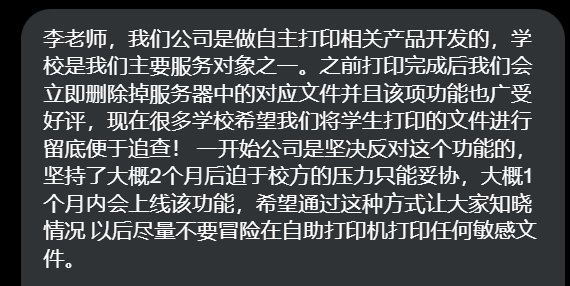 李老师，我们公司是做自主打印相关产品开发的，学
校是我们主要服务对象之一。之前打印完成后我们会
立即删除掉服务器中的对应文件并且该项功能也广受
好评，现在很多学校希望我们将学生打印的文件进行
留底便于追查！ 一开始公司是坚决反对这个功能的，
坚持了大概2个月后迫于校方的压力只能妥协，大概1
个月内会上线该功能，希望通过这种方式让大家知晓
情况 以后尽量不要冒险在自助打印机打印任何敏感文
件。